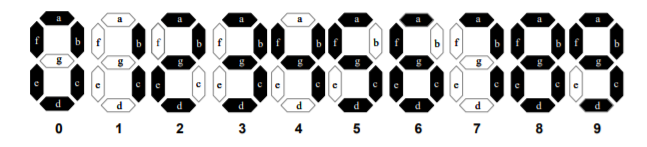 a a a a a a a a a a
f b f b f b f b f b f b f b f b f b f b
g g g g g g g g g g
e c e c e c e c e c e c e c e c e c e c
d d d d d d d d d d
0 1 2 3 4 5 6 7 8 9